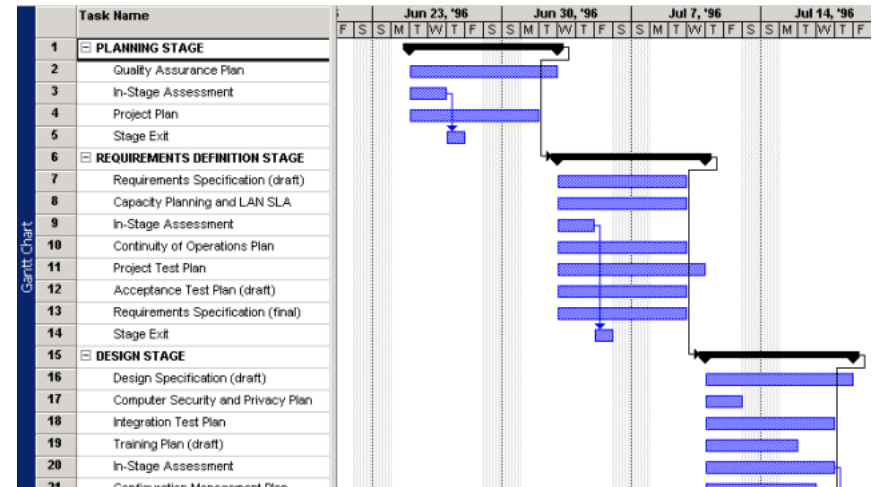 Task Name
Jun 23, '96 Jun 30, '96 Jul 7, '96 Jul 14, '96
F S S M T W T F S S M T W T F S S M T W T F S S M T W T F
1 PLANNING STAGE
2 Quality Assurance Plan
3 In-Stage Assessment
4 Project Plan
5 Stage Exit
6 REQUIREMENTS DEFINITION STAGE
7 Requirements Specification (draft)
8 Capacity Planning and LAN SLA
9 In-Stage Assessment
10 Continuity of Operations Plan
11 Project Test Plan
12 Acceptance Test Plan (draft)
13 Requirements Specification (final)
14 Stage Exit
15 DESIGN STAGE
16 Design Specification (draft)
17 Computer Security and Privacy Plan
18 Integration Test Plan
19 Training Plan (draft)
20 In-Stage Assessment
21 Configuration Management Plan
Gantt Chart